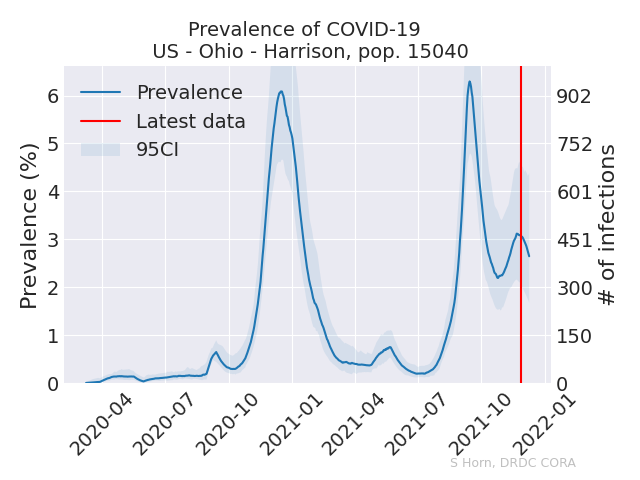 Prevalence of COVID-19
US - Ohio - Harrison, pop. 15040
Prevalence
Latest data
95CI
Prevalence (%)
6
5
4
3
2
1
0
902
752
601
451
300
150
0
# of infections
2020-04
2020-07
2020-10
2021-01
2021-04
2021-07
2021-10
2022-01
S Horn, DRDC CORA